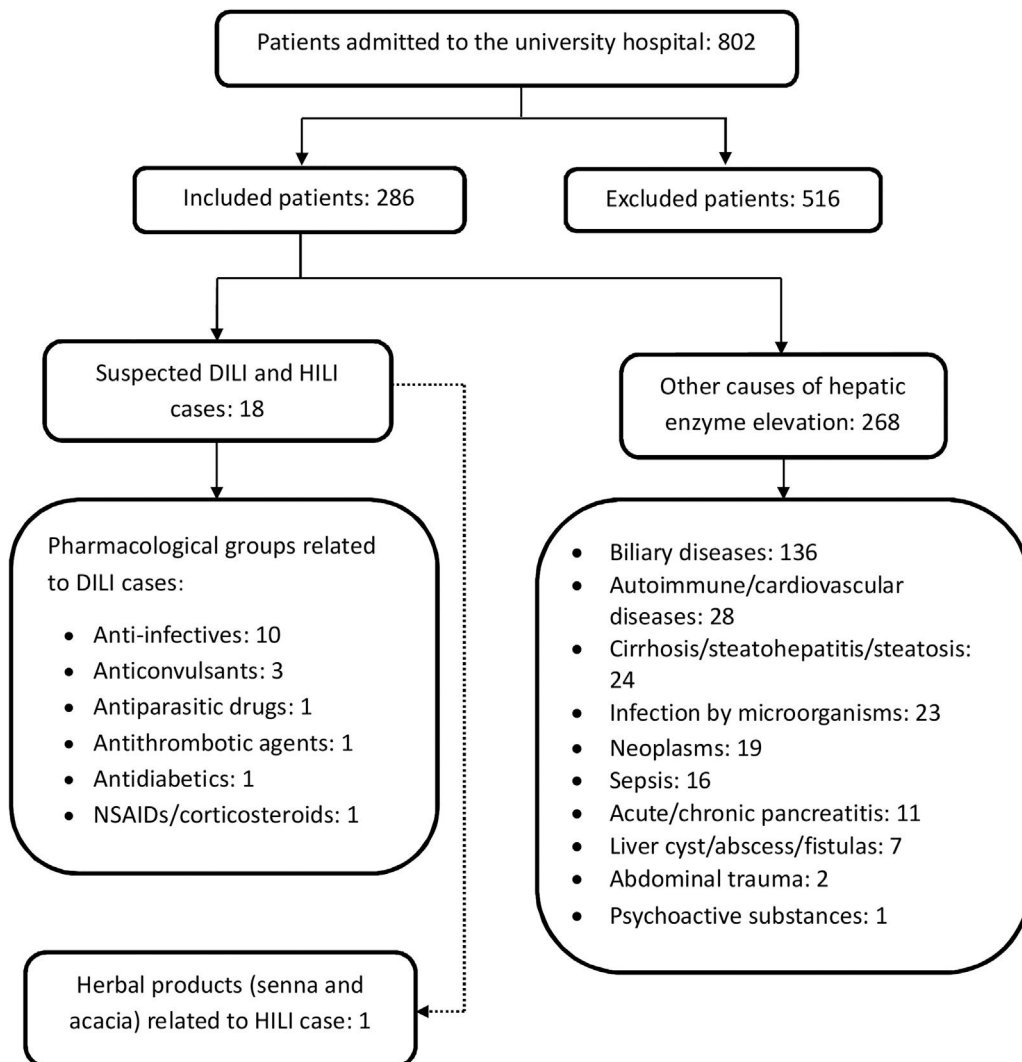 Patients admitted to the university hospital: 802
Included patients: 286
Excluded patients: 516
Suspected DILI and HILI
cases: 18
Other causes of hepatic
enzyme elevation: 268
Pharmacological groups related
to DILI cases:
• Anti-infectives: 10
• Anticonvulsants: 3
• Antiparasitic drugs: 1
• Antithrombotic agents: 1
• Antidiabetics: 1
• NSAIDs/corticosteroids: 1
• Biliary diseases: 136
• Autoimmune/cardiovascular
diseases: 28
• Cirrhosis/steatohepatitis/steatosis:
24
• Infection by microorganisms: 23
• Neoplasms: 19
• Sepsis: 16
• Acute/chronic pancreatitis: 11
• Liver cyst/abscess/fistulas: 7
• Abdominal trauma: 2
• Psychoactive substances: 1
Herbal products (senna and
acacia) related to HILI case: 1